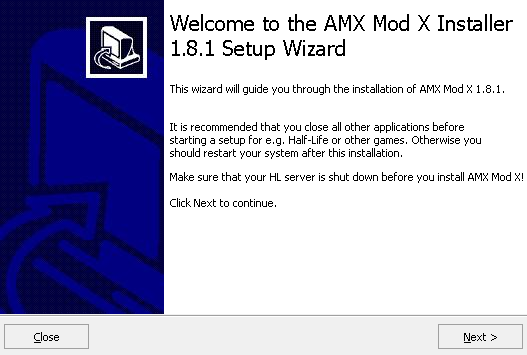 Welcome to the AMX Mod X Installer
1.8.1 Setup Wizard
This wizard will guide you through the installation of AMX Mod X 1.8.1.
It is recommended that you close all other applications before
starting a setup for e.g. Half-Life or other games. Otherwise you
should restart your system after this installation.
Make sure that your HL server is shut down before you install AMX Mod X!
Click Next to continue.
Close
Next >